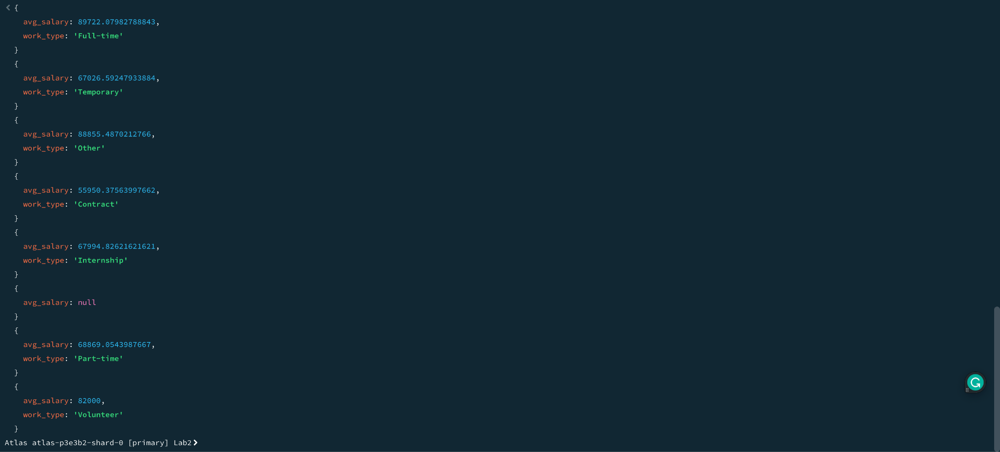 {
avg_salary: 89722.07982788843,
work_type: 'Full-time'
}
{
avg_salary: 67026.59247933884,
work_type: 'Temporary'
}
{
avg_salary: 88855.4870212766,
work_type: 'Other'
}
{
avg_salary: 55950.37563997662,
work_type: 'Contract'
}
{
avg_salary: 67994.82621621621,
work_type: 'Internship'
}
{
avg_salary: null
}
{
avg_salary: 68869.0543987667,
work_type: 'Part-time'
}
{
avg_salary: 82000,
work_type: 'Volunteer'
}
Atlas atlas-p3e3b2-shard-0 [primary] Lab2>